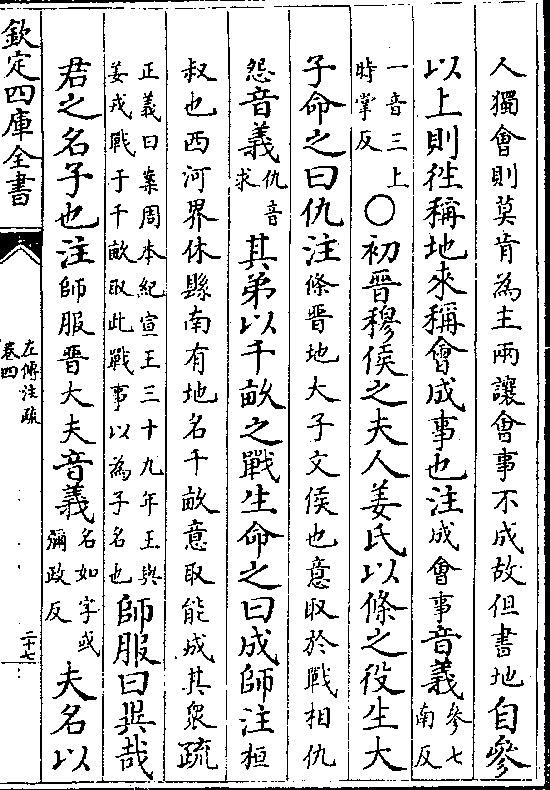 人獨會則莫肯為主兩讓會事不成故但書地自參
以上則徃稱地來稱會成事也注成會事音義參七南反
一音三上時掌反○初晉穆侯之夫人姜氏以條之役生大
子命之曰仇注條晉地大子文侯也意取於戰相仇
怨音義仇音求其弟以千畝之戰生命之曰成師注桓
叔也西河界休縣南有地名千畝意取能成其衆疏
正義曰案周本紀宣王三十九年王與姜戎戰于千畝取此戰事以為子名也師服曰異哉
君之名子也注師服晉大夫音義名如字或彌政反夫名以
欽定四庫全書
左傳注疏
卷四
二十七